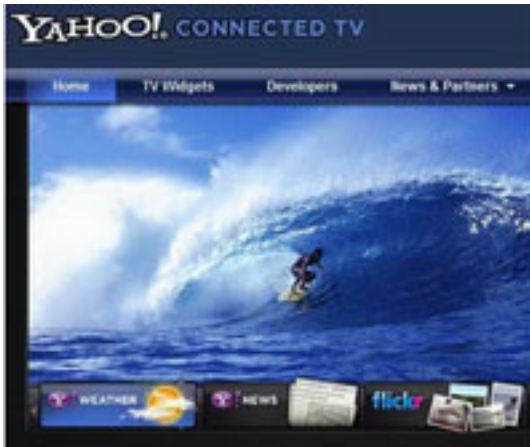 YAHOO! CONNECTED TV
Home TV Widgets Developers News & Partners
Y! WEATHER Y! NEWS flickr